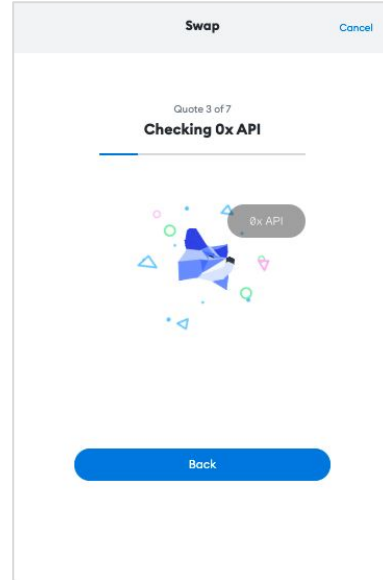 Swap
Cancel
Quote 3 of 7
Checking 0x API
0x API
Back